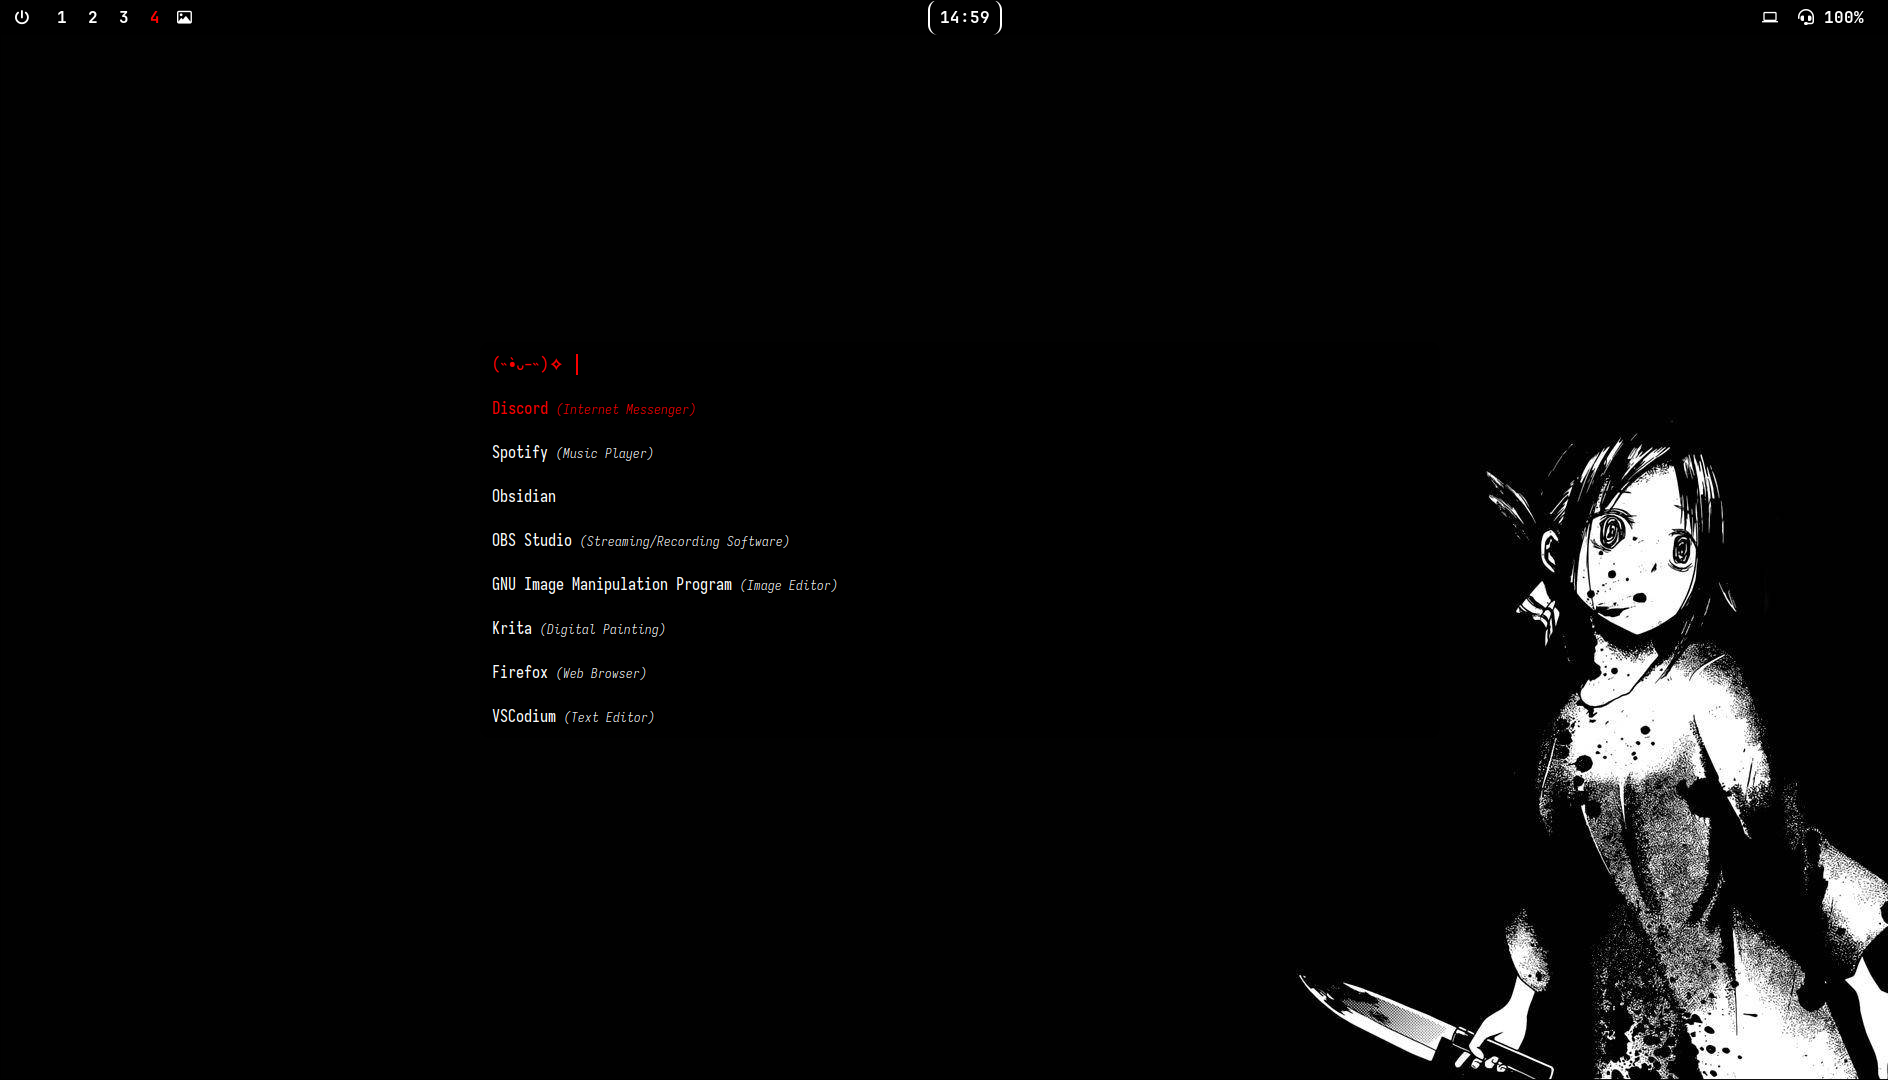 1 2 3 4 14:59 100%
(˵•̀ᴗ-˵)✧
Discord (Internet Messenger)
Spotify (Music Player)
Obsidian
OBS Studio (Streaming/Recording Software)
GNU Image Manipulation Program (Image Editor)
Krita (Digital Painting)
Firefox (Web Browser)
VSCodium (Text Editor)